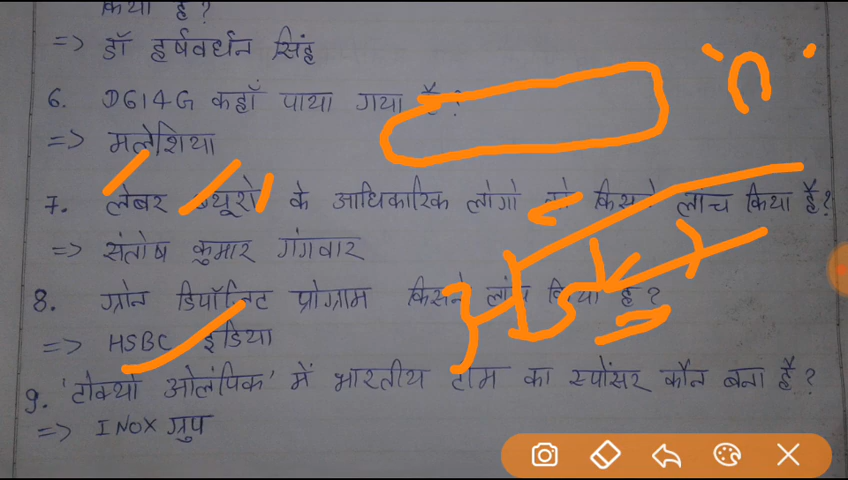 किया है?
=> डॉ हर्षवर्धन सिंह
6. D614G कहाँ पाया गया है?
=> मलेशिया
7. लेबर ब्यूरो के आधिकारिक लोगो को किसने लांच किया है?
=> संतोष कुमार गंगवार
8. ग्रीन डिपॉजिट प्रोग्राम किसने लांच किया है?
=> HSBC इंडिया
9. 'टोक्यो ओलंपिक' में भारतीय टीम का स्पोंसर कौन बना है?
=> INOX ग्रुप